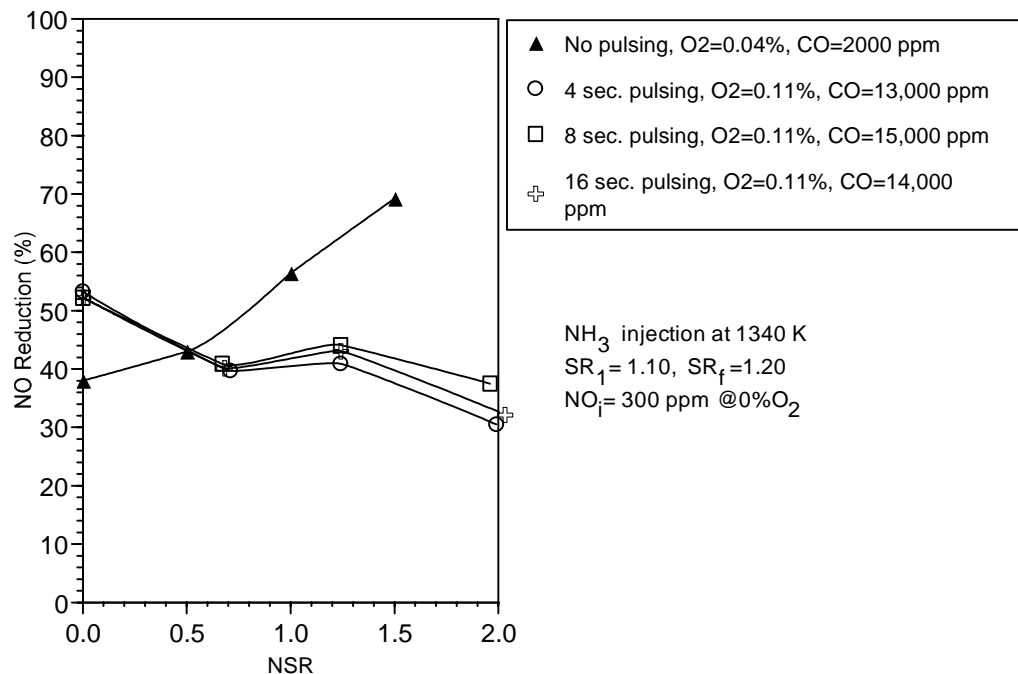 100
90
80
70
60
50
40
30
20
10
0
NO Reduction (%)
0.0 0.5 1.0 1.5 2.0
NSR
No pulsing, O2=0.04%, CO=2000 ppm
4 sec. pulsing, O2=0.11%, CO=13,000 ppm
8 sec. pulsing, O2=0.11%, CO=15,000 ppm
16 sec. pulsing, O2=0.11%, CO=14,000
ppm
NH3 injection at 1340 K
SR1= 1.10, SRf =1.20
NOi= 300 ppm @0%O2